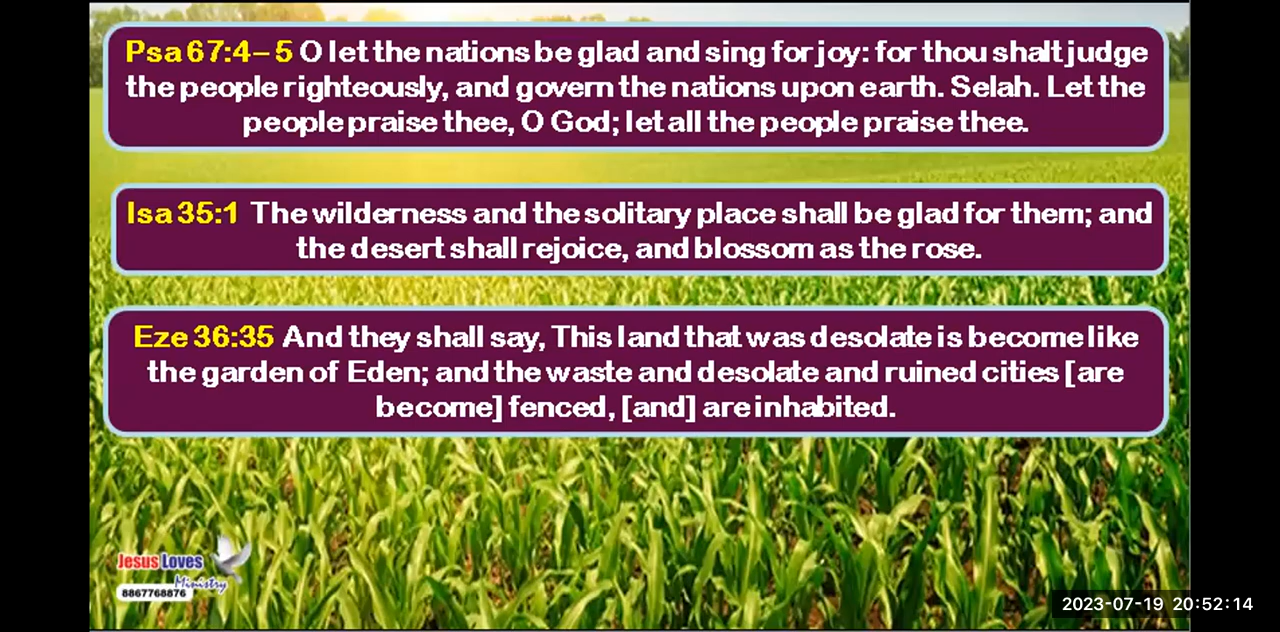 Psa 67:4– 5 O let the nations be glad and sing for joy: for thou shalt judge
the people righteously, and govern the nations upon earth. Selah. Let the
people praise thee, O God; let all the people praise thee.
Isa 35:1 The wilderness and the solitary place shall be glad for them; and
the desert shall rejoice, and blossom as the rose.
Eze 36:35 And they shall say, This land that was desolate is become like
the garden of Eden; and the waste and desolate and ruined cities [are
become] fenced, [and] are inhabited.
Jesus Loves
Ministry
8867768876
2023-07-19 20:52:14